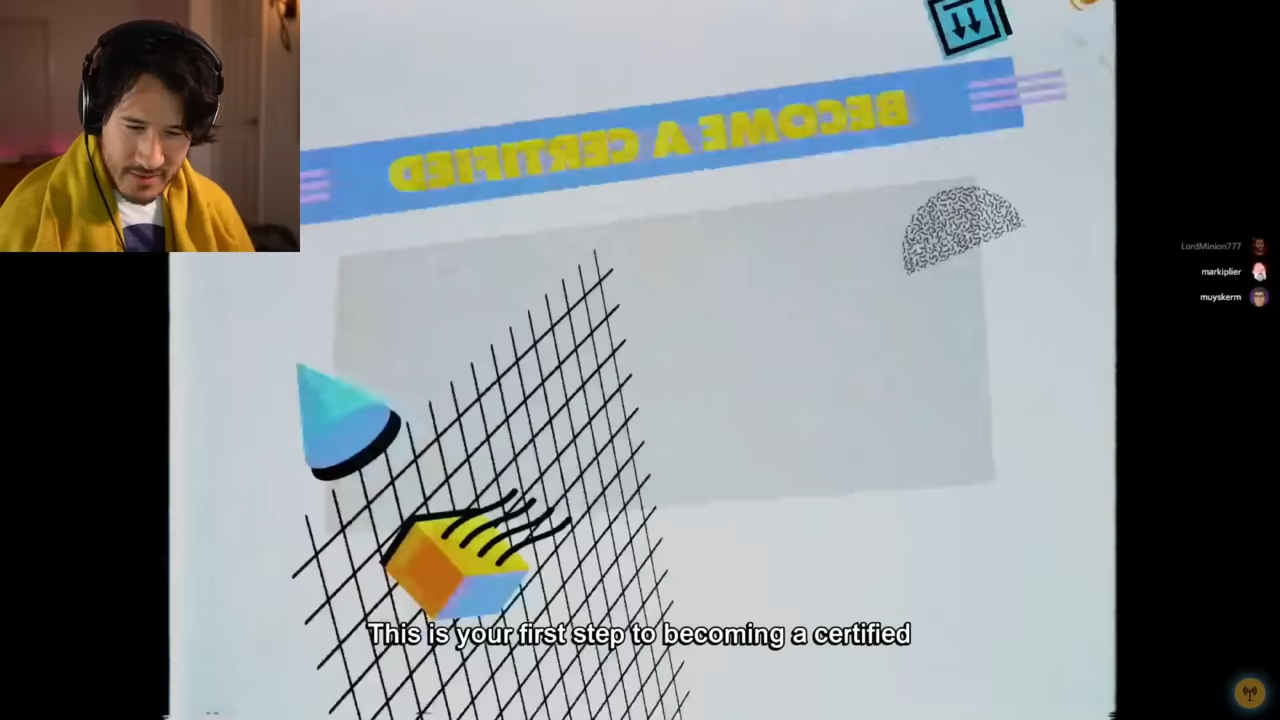 BECOME A CERTIFIED
LordMinion777
markiplier
muyskerm
This is your first step to becoming a certified